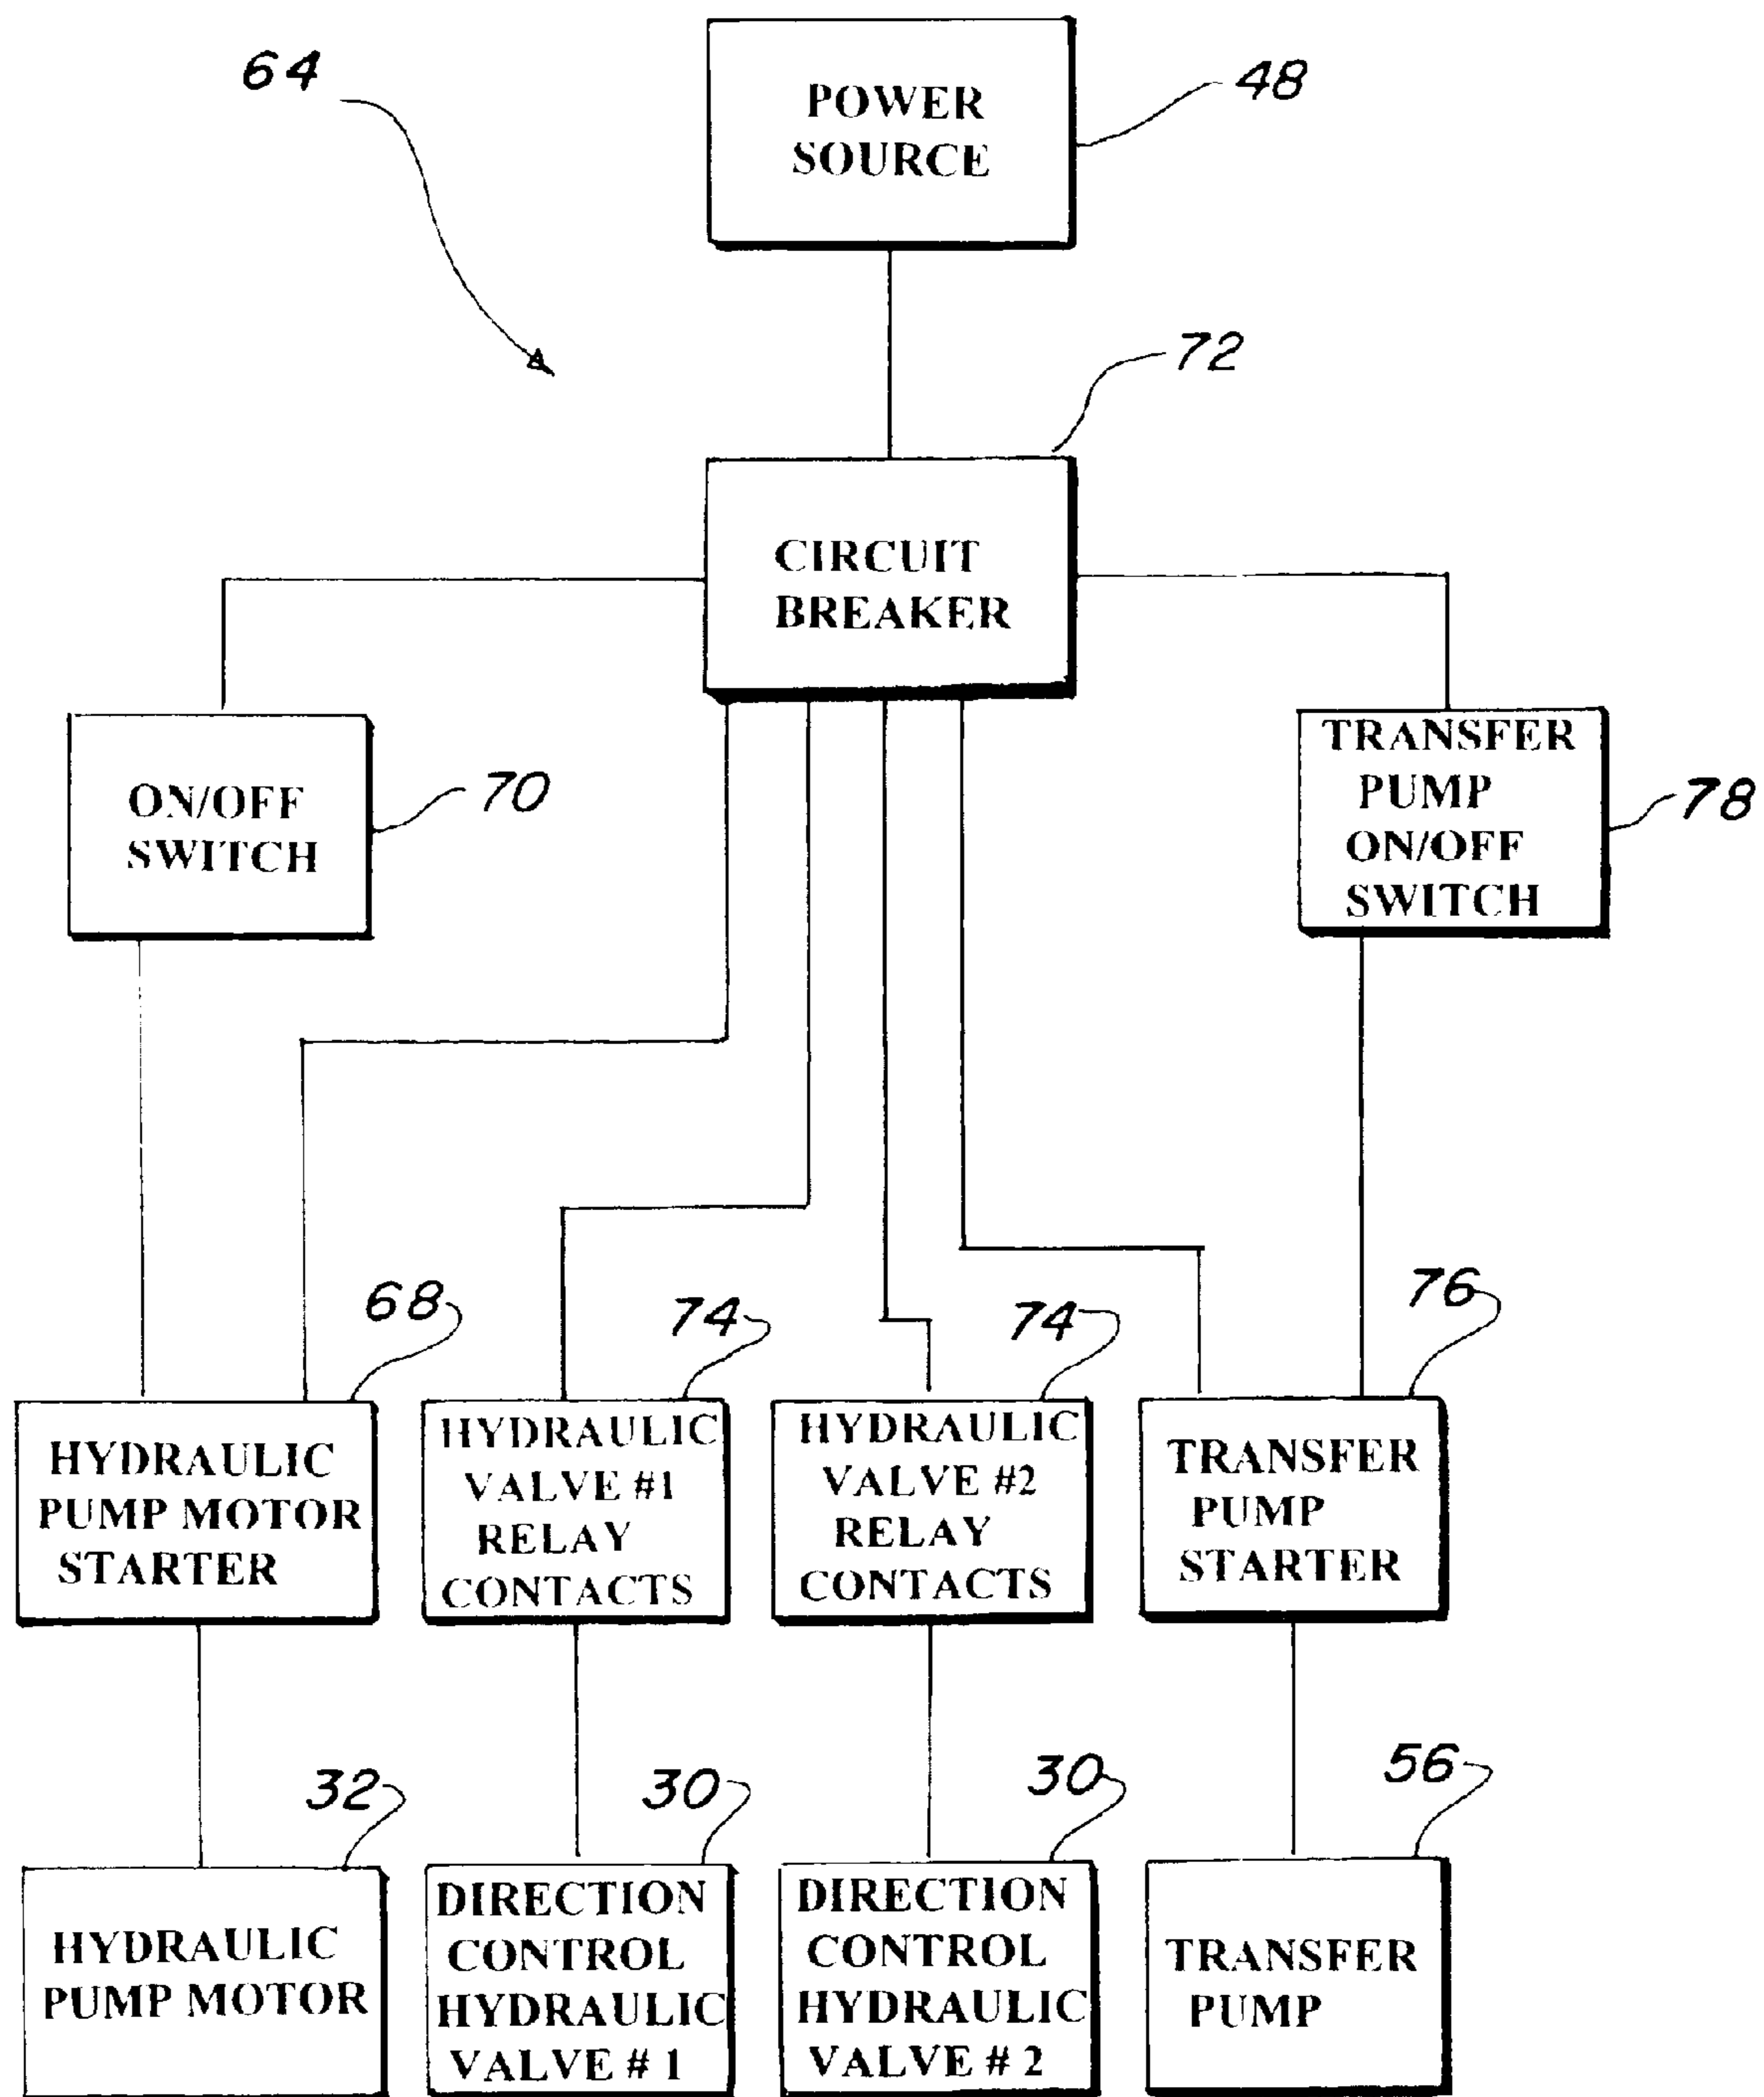 64
POWER
SOURCE
48
72
CIRCUIT
BREAKER
ON/OFF
SWITCH
70
TRANSFER
PUMP
ON/OFF
SWITCH
78
68
74
74
76
HYDRAULIC
PUMP MOTOR
STARTER
HYDRAULIC
VALVE #1
RELAY
CONTACTS
HYDRAULIC
VALVE #2
RELAY
CONTACTS
TRANSFER
PUMP
STARTER
32
30
30
56
HYDRAULIC
PUMP MOTOR
DIRECTION
CONTROL
HYDRAULIC
VALVE # 1
DIRECTION
CONTROL
HYDRAULIC
VALVE # 2
TRANSFER
PUMP